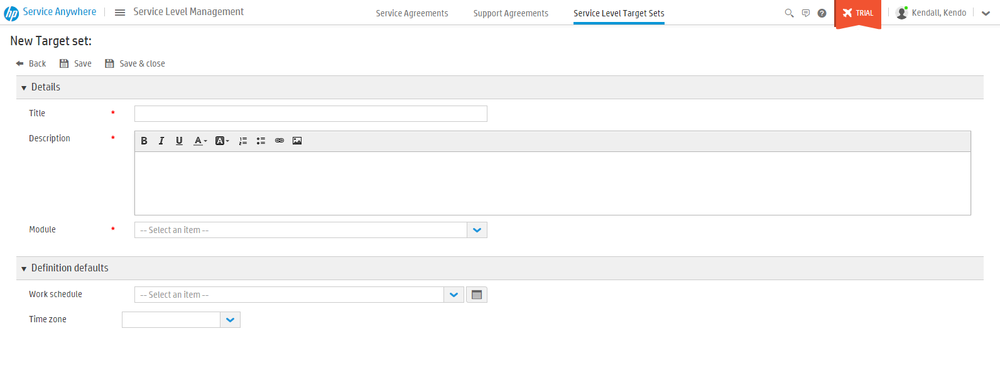 hp Service Anywhere Service Level Management Service Agreements Support Agreements Service Level Target Sets ? TRIAL Kendall, Kendo
New Target set:
Back Save Save & close
Details
Title *
Description * B I U A A
Module * -- Select an item --
Definition defaults
Work schedule -- Select an item --
Time zone